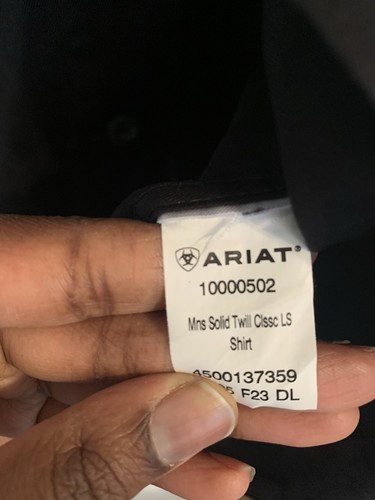 ARIAT
10000502
Mns Solid Twill Clssc LS
Shirt
4500137359
F23 DL